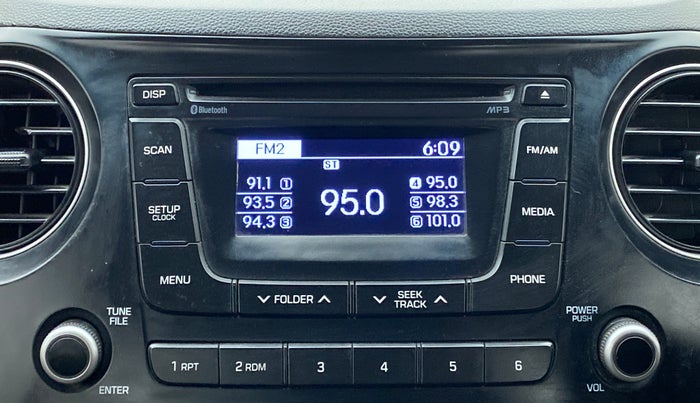 DISP
Bluetooth
MP3
SCAN
FM2
6:09
FM/AM
ST
91.1 1
4 95.0
93.5 2
95.0
5 98.3
94.3 3
6 101.0
SETUP
CLOCK
MEDIA
MENU
FOLDER
SEEK
TRACK
PHONE
TUNE
FILE
POWER
PUSH
1 RPT
2 RDM
3
4
5
6
ENTER
VOL